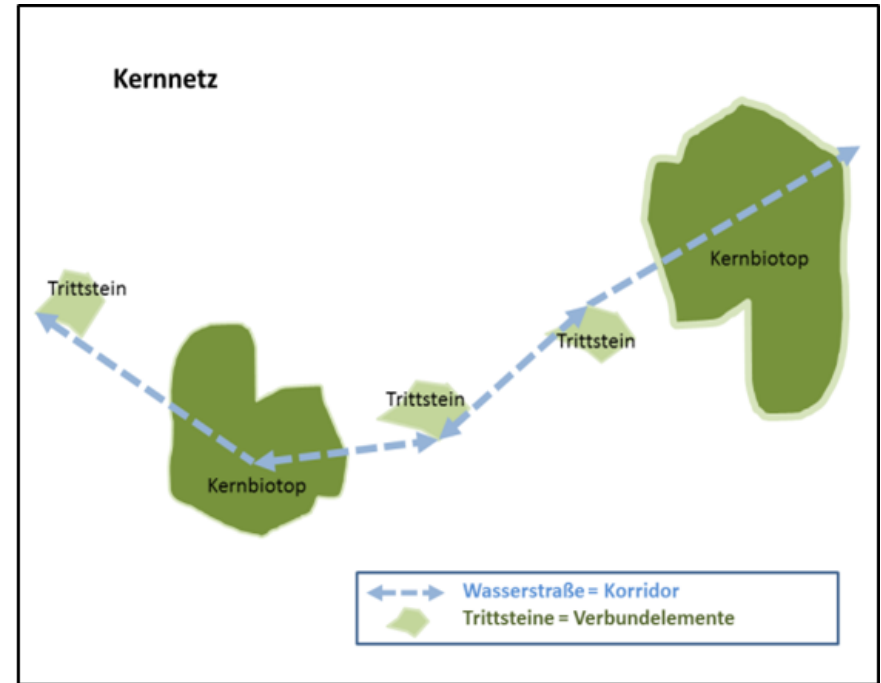 Kernnetz
Kernbiotop
Trittstein
Trittstein
Trittstein
Kernbiotop
Wasserstraße = Korridor
Trittsteine = Verbundelemente